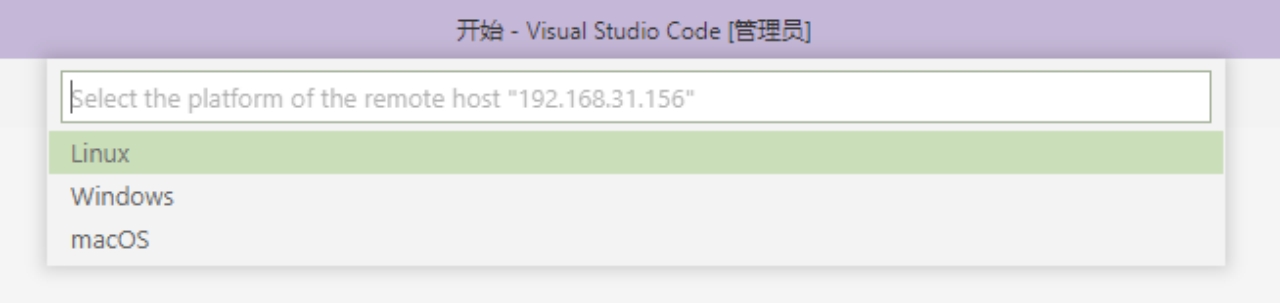 开始 - Visual Studio Code [管理员]
Select the platform of the remote host "192.168.31.156"
Linux
Windows
macOS